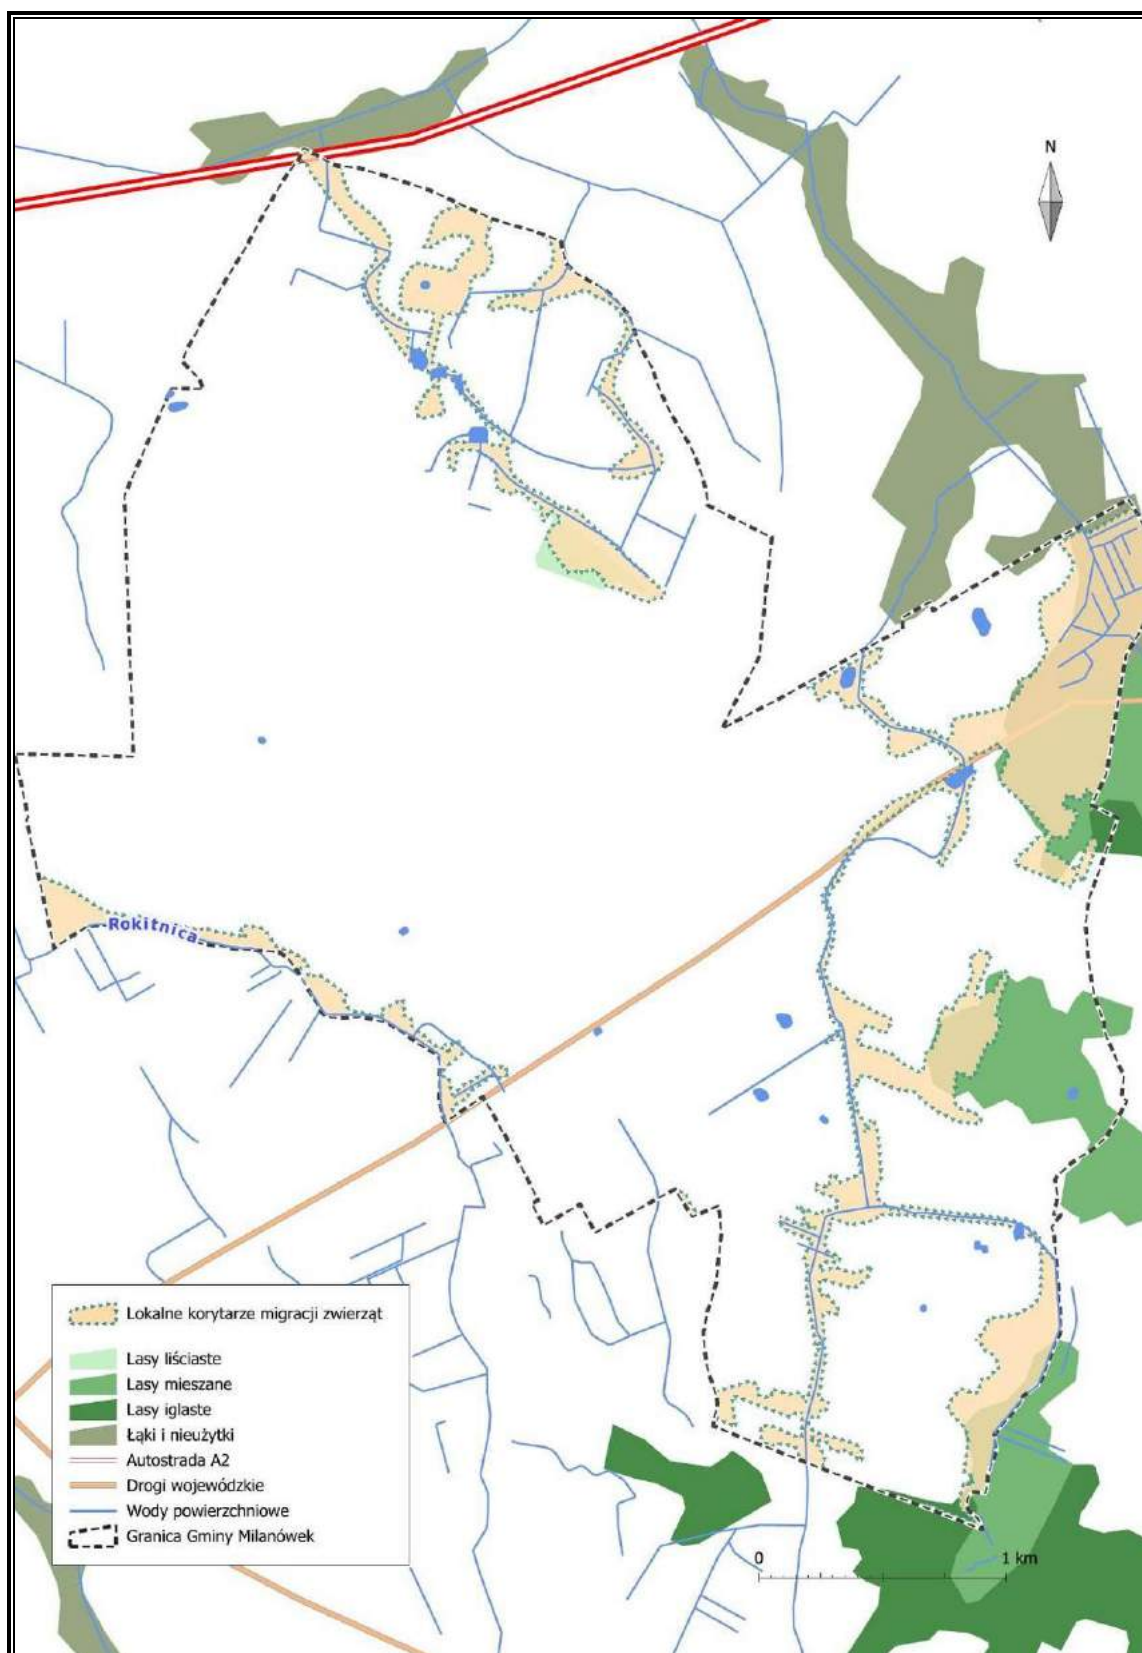 N
Rokitnica
Lokalne korytarze migracji zwierząt
Lasy liściaste
Lasy mieszane
Lasy iglaste
Łąki i nieużytki
Autostrada A2
Drogi wojewódzkie
Wody powierzchniowe
Granica Gminy Milanówek
0 1 km